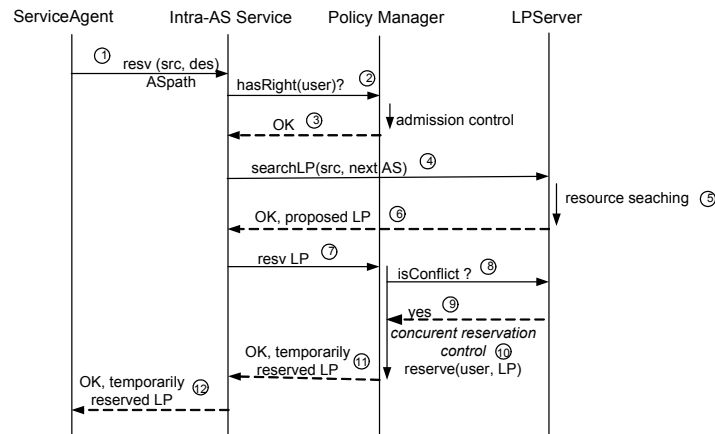 ServiceAgent Intra-AS Service Policy Manager LPServer
1 resv (src, des)
ASpath
hasRight(user)? 2
admission control
OK 3
searchLP(src, next AS) 4
resource seaching 5
OK, proposed LP 6
resv LP 7
isConflict ? 8
yes 9
concurent reservation
control 10
reserve(user, LP)
OK, temporarily 11
reserved LP
OK, temporarily 12
reserved LP